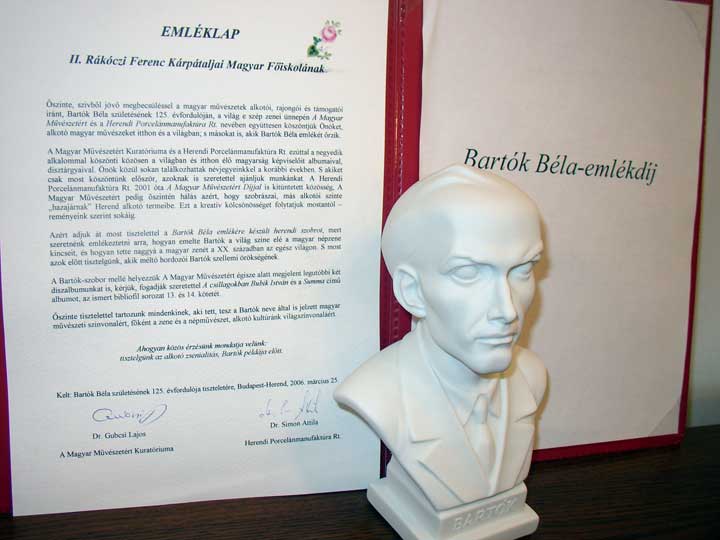 EMLÉKLAP
II. Rákóczi Ferenc Kárpátaljai Magyar Főiskolának
Őszinte, szívből jövő megbecsüléssel a magyar művészetek alkotói, rajongói és támogatói
iránt, Bartók Béla születésének 125. évfordulóján, a világ e szép zenei ünnepén A Magyar
Művészetért és a Herendi Porcelánmanufaktúra Rt. nevében együttesen köszöntjük Önöket,
alkotó magyar művészeket itthon és a világban; s másokat is, akik Bartók Béla emlékét őrzik.
A Magyar Művészetért Kuratóriuma és a Herendi Porcelánmanufaktúra Rt. ezúttal a negyedik
alkalommal köszönti közösen a világban és itthon élő magyarság képviselőit albumaival,
dísztárgyaival. Önök közül sokan találkozhattak névjegyeinkkel a korábbi években. S akiket
csak most köszöntünk először, azoknak is szeretettel ajánljuk munkánkat. A Herendi
Porcelánmanufaktúra Rt. 2001 óta A Magyar Művészetért Díjjal is kitüntetett közösség, A
Magyar Művészetért pedig őszintén hálás azért, hogy szobrászai, más alkotói szinte
„hazajárnak” Herend alkotó termeibe. Ezt a kreatív kölcsönösséget folytatjuk mostantól –
reményeink szerint sokáig.
Azért adjuk át most tisztelettel a Bartók Béla emlékére készült herendi szobrot, mert
szeretnénk emlékeztetni arra, hogyan emelte Bartók a világ színe elé a magyar népzene
kincseit, és hogyan tette naggyá a magyar zenét a XX. században az egész világon. S most
azok előtt tisztelgünk, akik méltó hordozói Bartók szellemi örökségének.
A Bartók-szobor mellé helyezzük A Magyar Művészetért égisze alatt megjelent legutóbbi két
díszalbumunkat is, kérjük, fogadják szeretettel A csillagokban Bubik István és a Summa című
albumot, az ismert bibliofil sorozat 13. és 14. kötetét.
Őszinte tisztelettel tartozunk mindenkinek, aki tett, tesz a Bartók neve által is jelzett magyar
művészeti színvonalért, főként a zene és a népművészet, alkotó kultúránk világszínvonaláért.
Ahogyan közös érzésünk mondatja velünk:
tisztelgünk az alkotó zsenialitás, Bartók példája előtt.
Kelt: Bartók Béla születésének 125. évfordulója tiszteletére, Budapest-Herend, 2006. március 25.
Dr. Gubcsi Lajos
A Magyar Művészetért Kuratóriuma
Dr. Simon Attila
Herendi Porcelánmanufaktúra Rt.
Bartók Béla-emlékdíj
BARTÓK